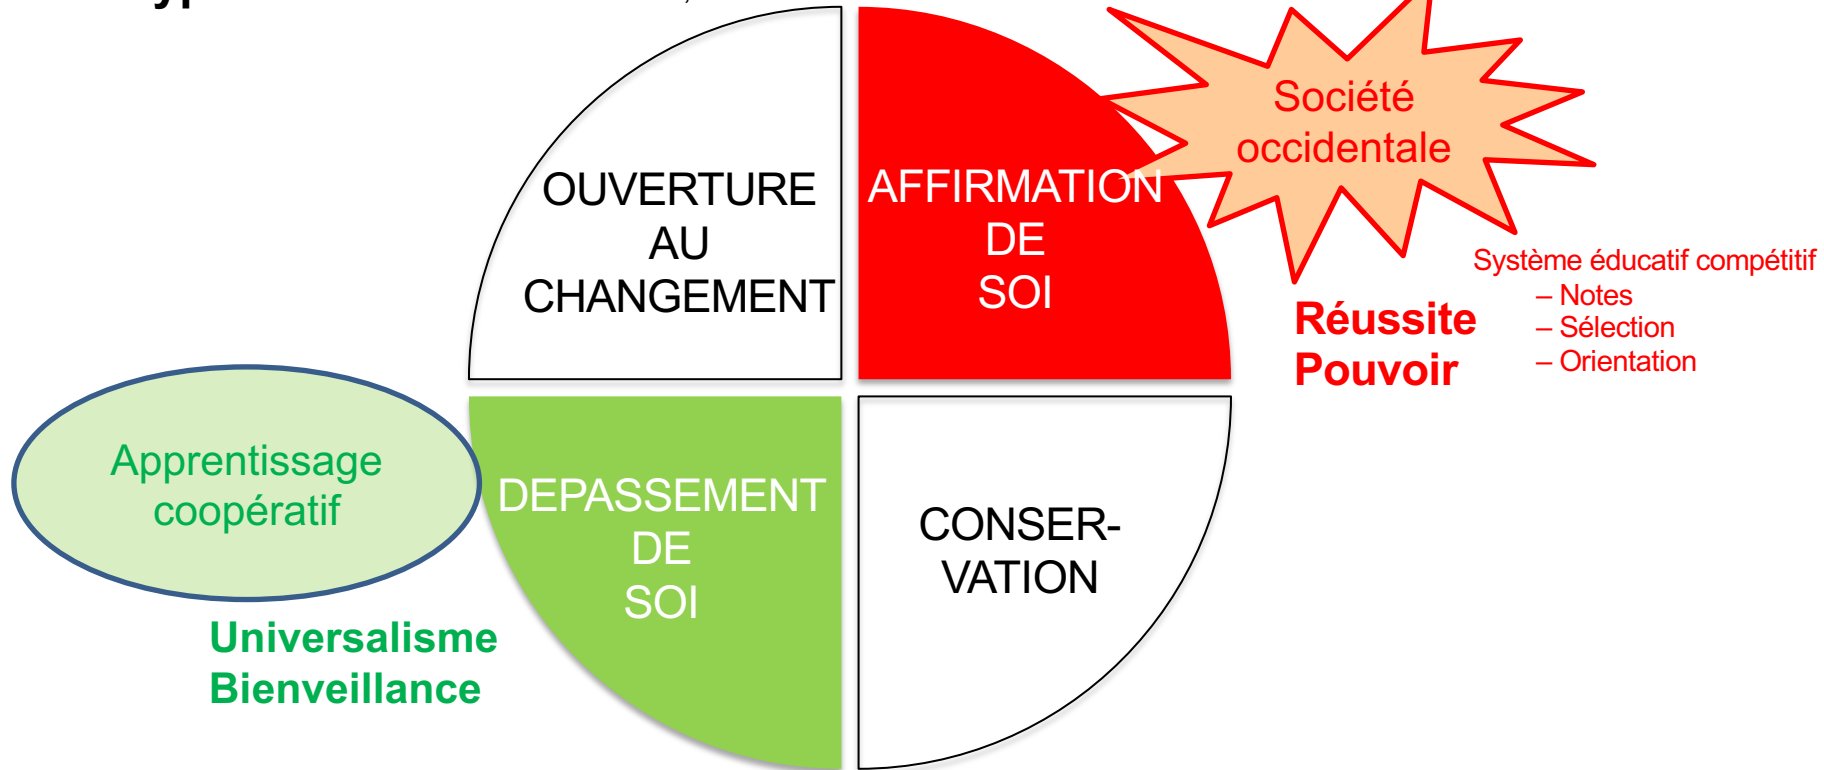 Société
occidentale
OUVERTURE
AU
CHANGEMENT
AFFIRMATION
DE
SOI
Système éducatif compétitif
– Notes
– Sélection
– Orientation
Réussite
Pouvoir
Apprentissage
coopératif
DEPASSEMENT
DE
SOI
CONSER-
VATION
Universalisme
Bienveillance